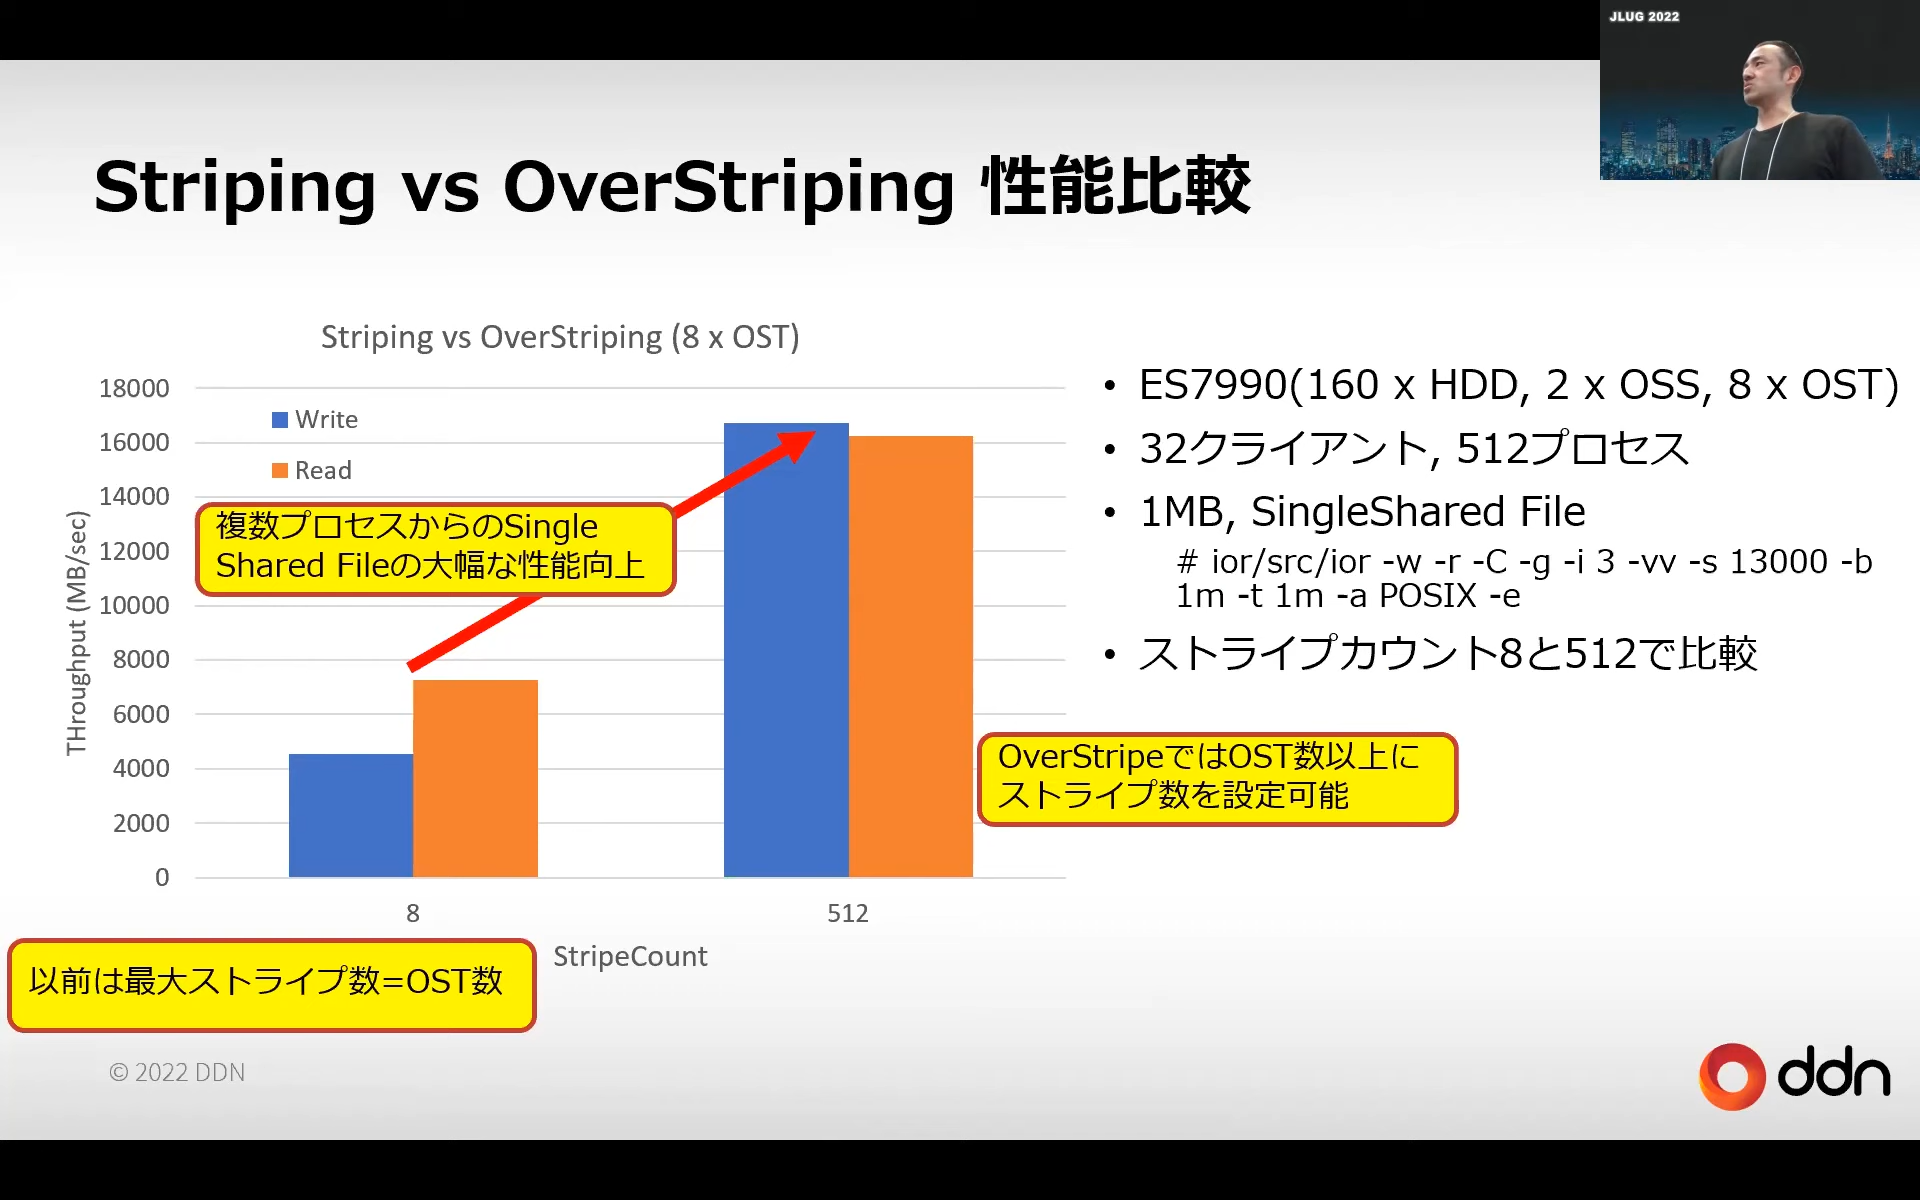 JLUG 2022
Striping vs OverStriping 性能比較
Striping vs OverStriping (8 x OST)
THroughput (MB/sec)
18000
16000
14000
12000
10000
8000
6000
4000
2000
0
Write
Read
複数プロセスからのSingle
Shared Fileの大幅な性能向上
8
512
StripeCount
以前は最大ストライプ数=OST数
• ES7990(160 x HDD, 2 x OSS, 8 x OST)
• 32クライアント, 512プロセス
• 1MB, SingleShared File
# ior/src/ior -w -r -C -g -i 3 -vv -s 13000 -b
1m -t 1m -a POSIX -e
• ストライプカウント8と512で比較
OverStripeではOST数以上に
ストライプ数を設定可能
© 2022 DDN
ddn